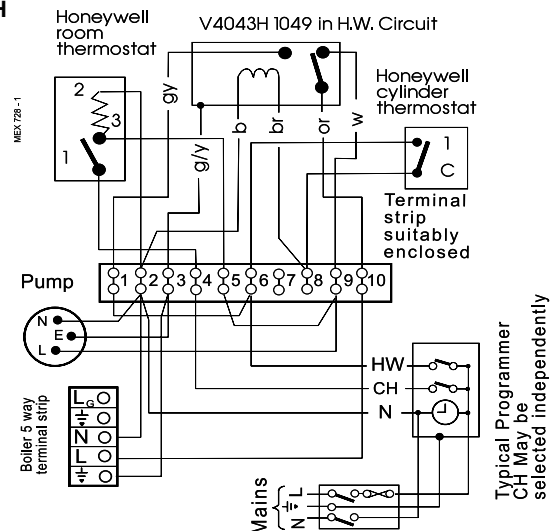 H
Honeywell
room
thermostat
V4043H 1049 in H.W. Circuit
Honeywell
cylinder
thermostat
MEX 728 - 1
2
3
1
gy
g/y
b
br
or
w
1
C
Terminal
strip
suitably
enclosed
1 2 3 4 5 6 7 8 9 10
Pump
N
E
L
HW
CH
N
Boiler 5 way
terminal strip
LG
N
L
Typical Programmer
CH May be
selected independently
Mains
L
N